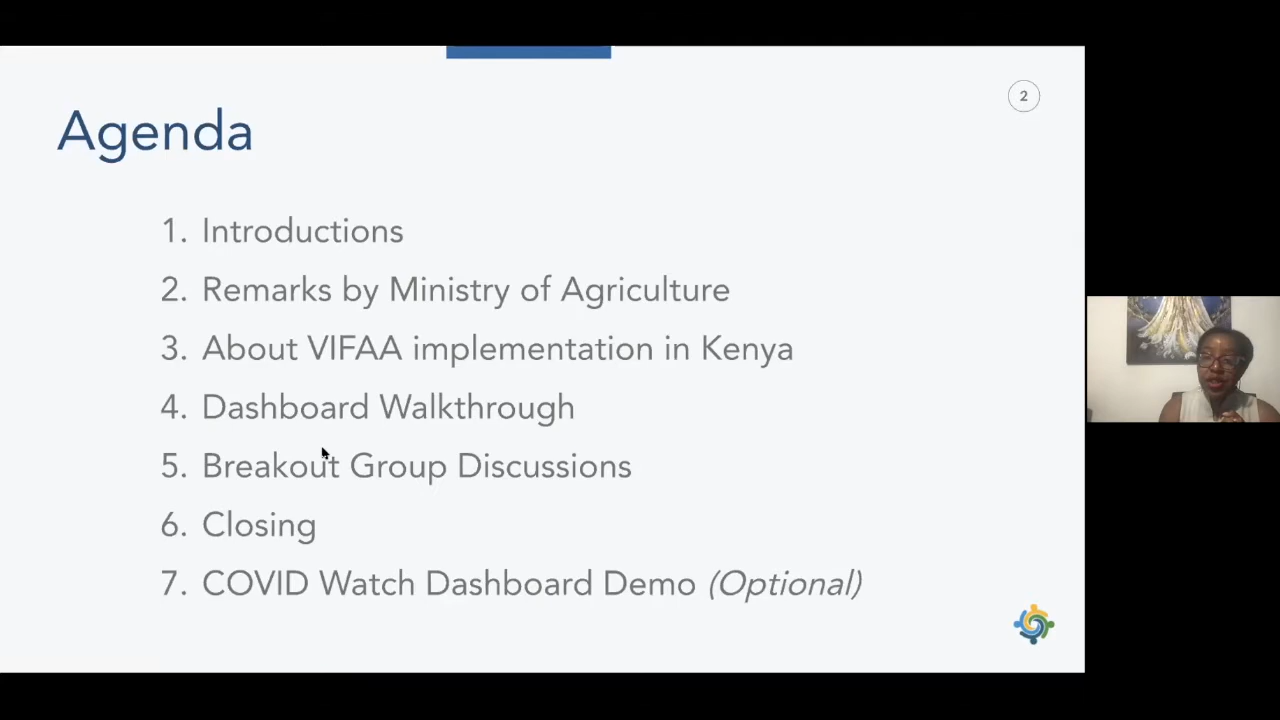 2
Agenda
1. Introductions
2. Remarks by Ministry of Agriculture
3. About VIFAA implementation in Kenya
4. Dashboard Walkthrough
5. Breakout Group Discussions
6. Closing
7. COVID Watch Dashboard Demo (Optional)